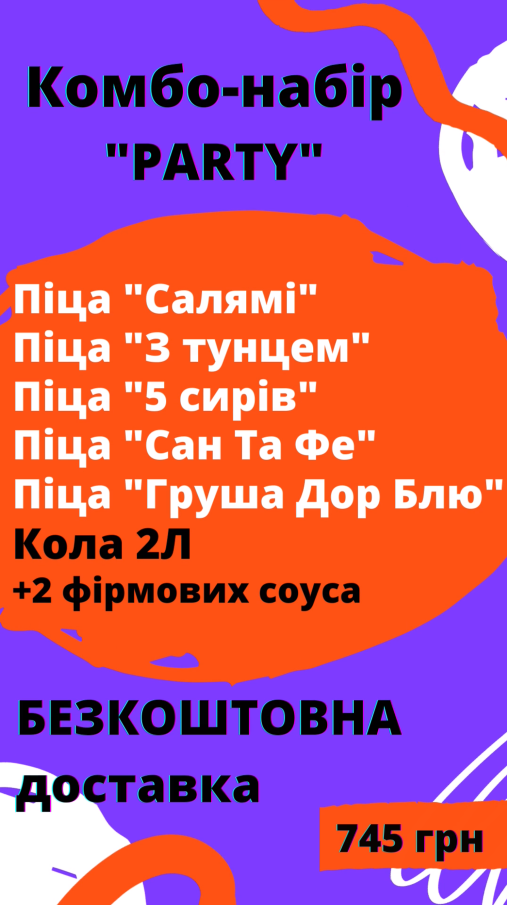 Комбо-набір
"PARTY"
Піца "Салямі"
Піца "З тунцем"
Піца "5 сирів"
Піца "Сан Та Фе"
Піца "Груша Дор Блю"
Кола 2Л
+2 фірмових соуса
БЕЗКОШТОВНА
доставка
745 грн